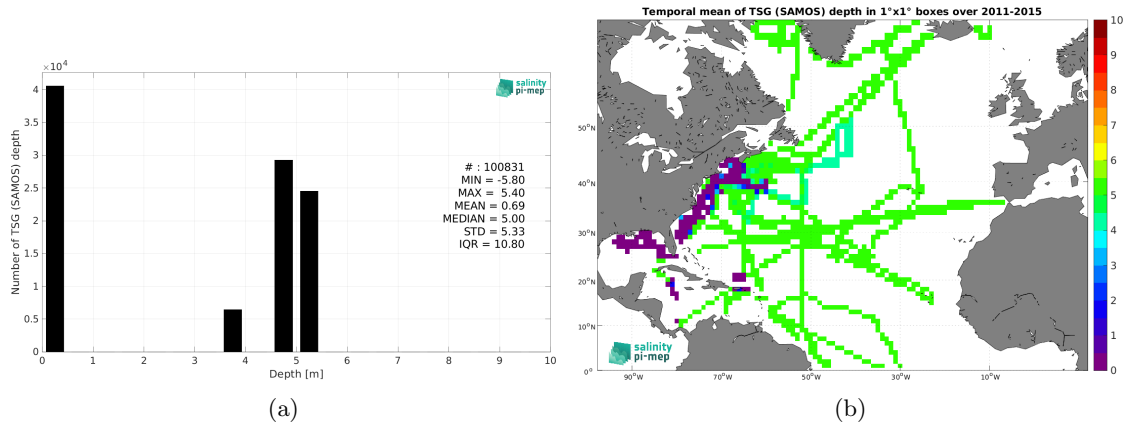 ×10⁴
4
3.5
3
2.5
2
1.5
1
0.5
0
0 1 2 3 4 5 6 7 8 9 10
Number of TSG (SAMOS) depth
Depth [m]
salinity
pi-mep
# : 100831
MIN = -5.80
MAX = 5.40
MEAN = 0.69
MEDIAN = 5.00
STD = 5.33
IQR = 10.80
(a)
Temporal mean of TSG (SAMOS) depth in 1°x1° boxes over 2011-2015
50°N
40°N
30°N
20°N
10°N
0°
90°W 70°W 50°W 30°W 10°W
salinity
pi-mep
10
9
8
7
6
5
4
3
2
1
0
(b)